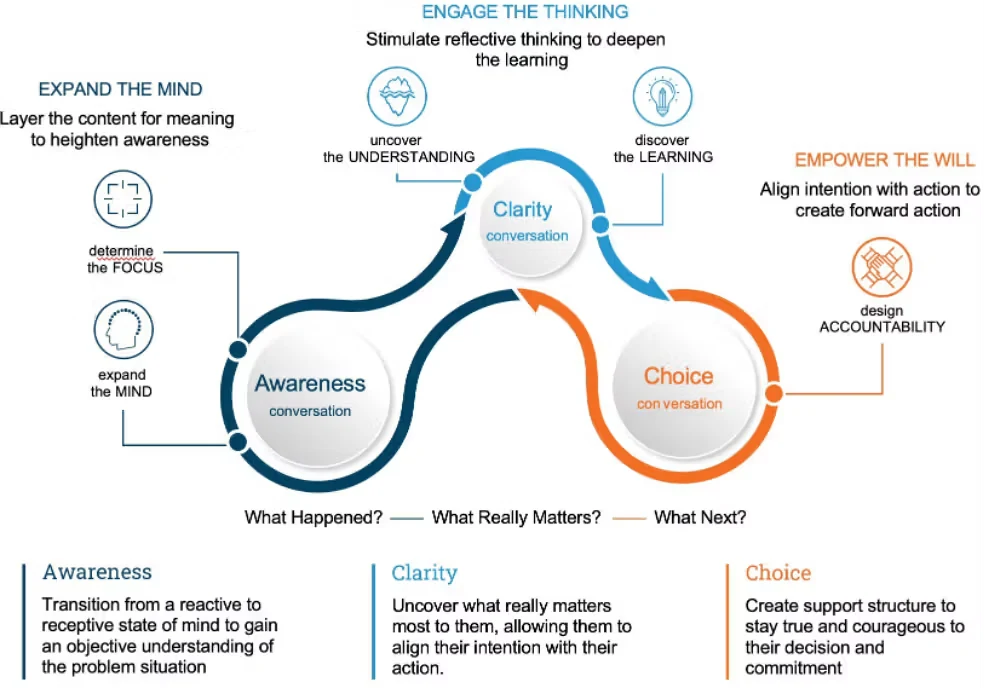 ENGAGE THE THINKING
Stimulate reflective thinking to deepen
the learning
EXPAND THE MIND
Layer the content for meaning
to heighten awareness
uncover
the UNDERSTANDING
discover
the LEARNING
EMPOWER THE WILL
Align intention with action to
create forward action
determine
the FOCUS
expand
the MIND
design
ACCOUNTABILITY
Clarity
conversation
Awareness
conversation
Choice
conversation
What Happened?
What Really Matters?
What Next?
Awareness
Transition from a reactive to
receptive state of mind to gain
an objective understanding of
the problem situation
Clarity
Uncover what really matters
most to them, allowing them to
align their intention with their
action.
Choice
Create support structure to
stay true and courageous to
their decision and
commitment